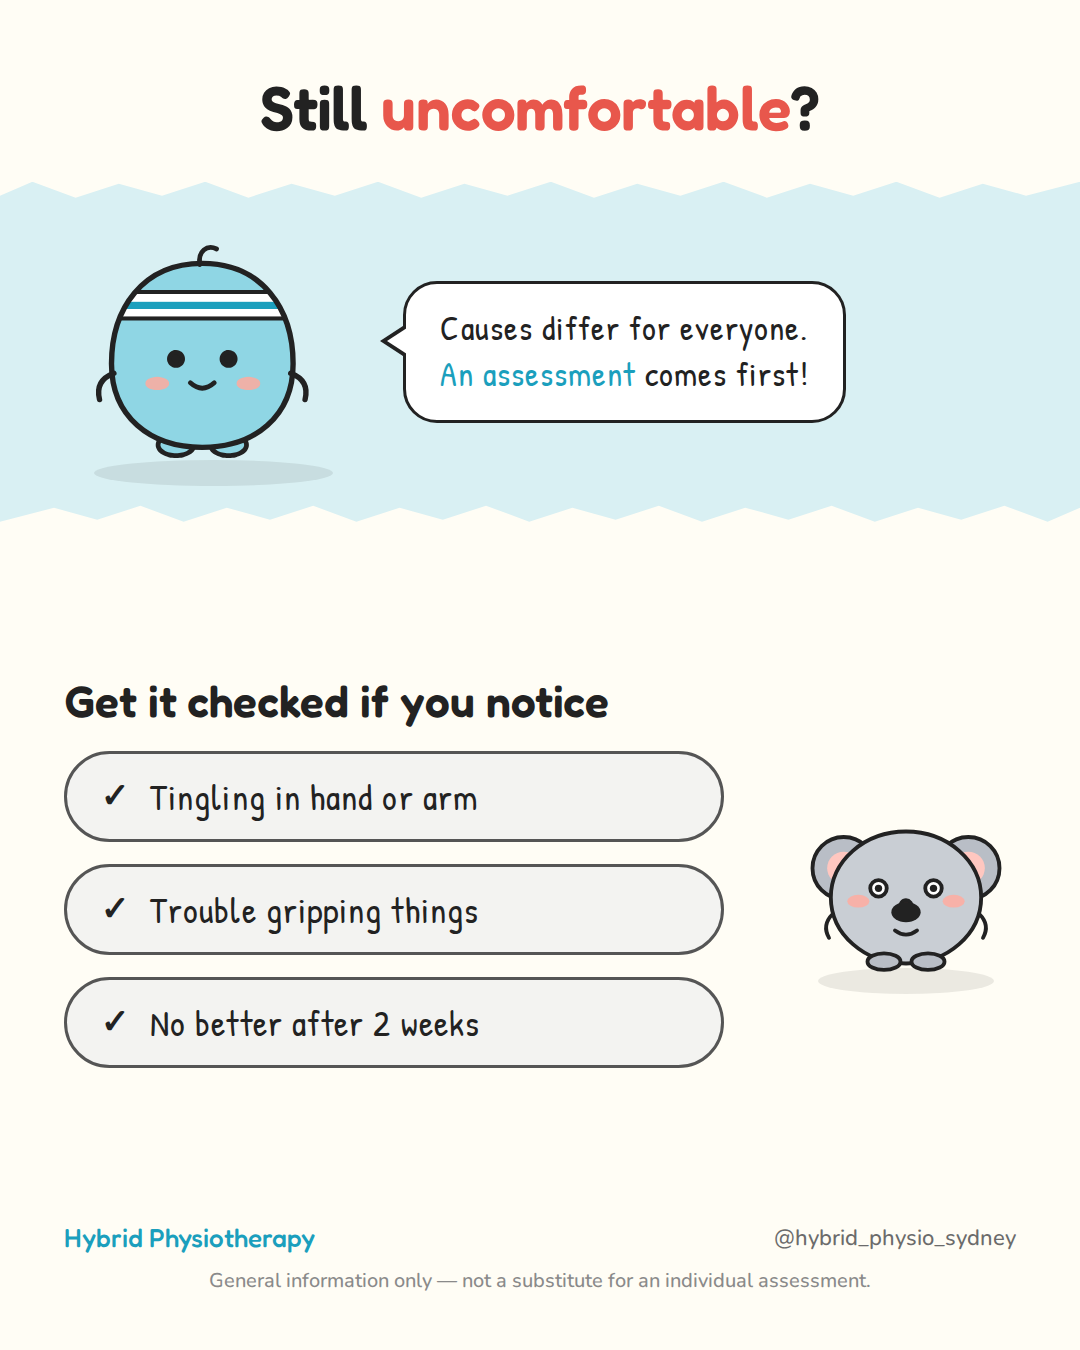 Still uncomfortable?
Causes differ for everyone.
An assessment comes first!
Get it checked if you notice
✓ Tingling in hand or arm
✓ Trouble gripping things
✓ No better after 2 weeks
Hybrid Physiotherapy
@hybrid_physio_sydney
General information only — not a substitute for an individual assessment.